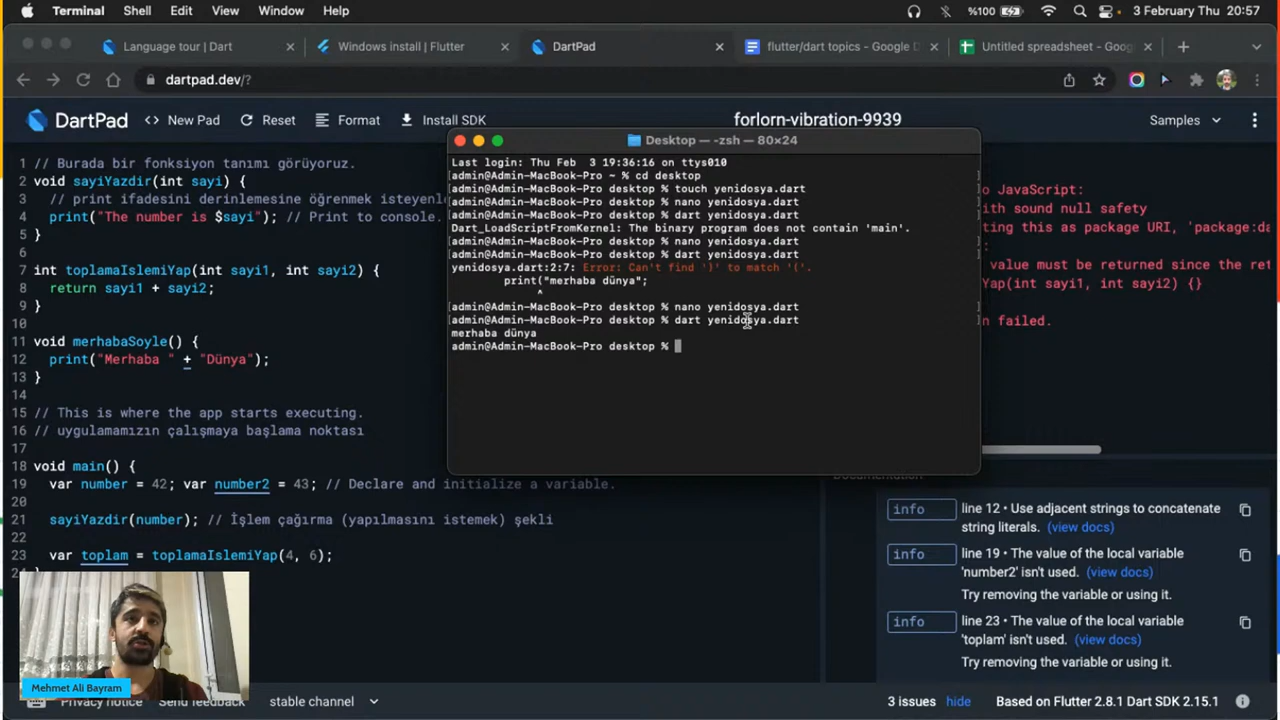 Terminal Shell Edit View Window Help %100 3 February Thu 20:57
Language tour | Dart Windows install | Flutter DartPad flutter/dart topics - Google D Untitled spreadsheet - Google
dartpad.dev/?
DartPad <> New Pad Reset Format Install SDK forlorn-vibration-9939 Samples
1 // Burada bir fonksiyon tanımı görüyoruz.
2 void sayiYazdir(int sayi) {
3 // print ifadesini derinlemesine öğrenmek isteyenle
4 print("The number is $sayi"); // Print to console.
5 }
6
7 int toplamaIslemiYap(int sayi1, int sayi2) {
8 return sayi1 + sayi2;
9 }
10
11 void merhabaSoyle() {
12 print("Merhaba " + "Dünya");
13 }
14
15 // This is where the app starts executing.
16 // uygulamamızın çalışmaya başlama noktası
17
18 void main() {
19 var number = 42; var number2 = 43; // Declare and initialize a variable.
20
21 sayiYazdir(number); // İşlem çağırma (yapılmasını istemek) şekli
22
23 var toplam = toplamaIslemiYap(4, 6);
Desktop — -zsh — 80×24
Last login: Thu Feb 3 19:36:16 on ttys010
[admin@Admin-MacBook-Pro ~ % cd desktop ]
[admin@Admin-MacBook-Pro desktop % touch yenidosya.dart ]
[admin@Admin-MacBook-Pro desktop % nano yenidosya.dart ]
[admin@Admin-MacBook-Pro desktop % dart yenidosya.dart ]
Dart_LoadScriptFromKernel: The binary program does not contain 'main'.
[admin@Admin-MacBook-Pro desktop % nano yenidosya.dart ]
[admin@Admin-MacBook-Pro desktop % dart yenidosya.dart ]
yenidosya.dart:2:7: Error: Can't find ')' to match '('.
print("merhaba dünya";
^
[admin@Admin-MacBook-Pro desktop % nano yenidosya.dart ]
[admin@Admin-MacBook-Pro desktop % dart yenidosya.dart ]
merhaba dünya
admin@Admin-MacBook-Pro desktop %
o JavaScript:
ith sound null safety
ting this as package URI, 'package:da
:
value must be returned since the ret
Yap(int sayi1, int sayi2) {}
n failed.
Documentation
info line 12 • Use adjacent strings to concatenate
string literals. (view docs)
info line 19 • The value of the local variable
'number2' isn't used. (view docs)
Try removing the variable or using it.
info line 23 • The value of the local variable
'toplam' isn't used. (view docs)
Try removing the variable or using it.
Mehmet Ali Bayram
Privacy notice Send feedback stable channel 3 issues hide Based on Flutter 2.8.1 Dart SDK 2.15.1